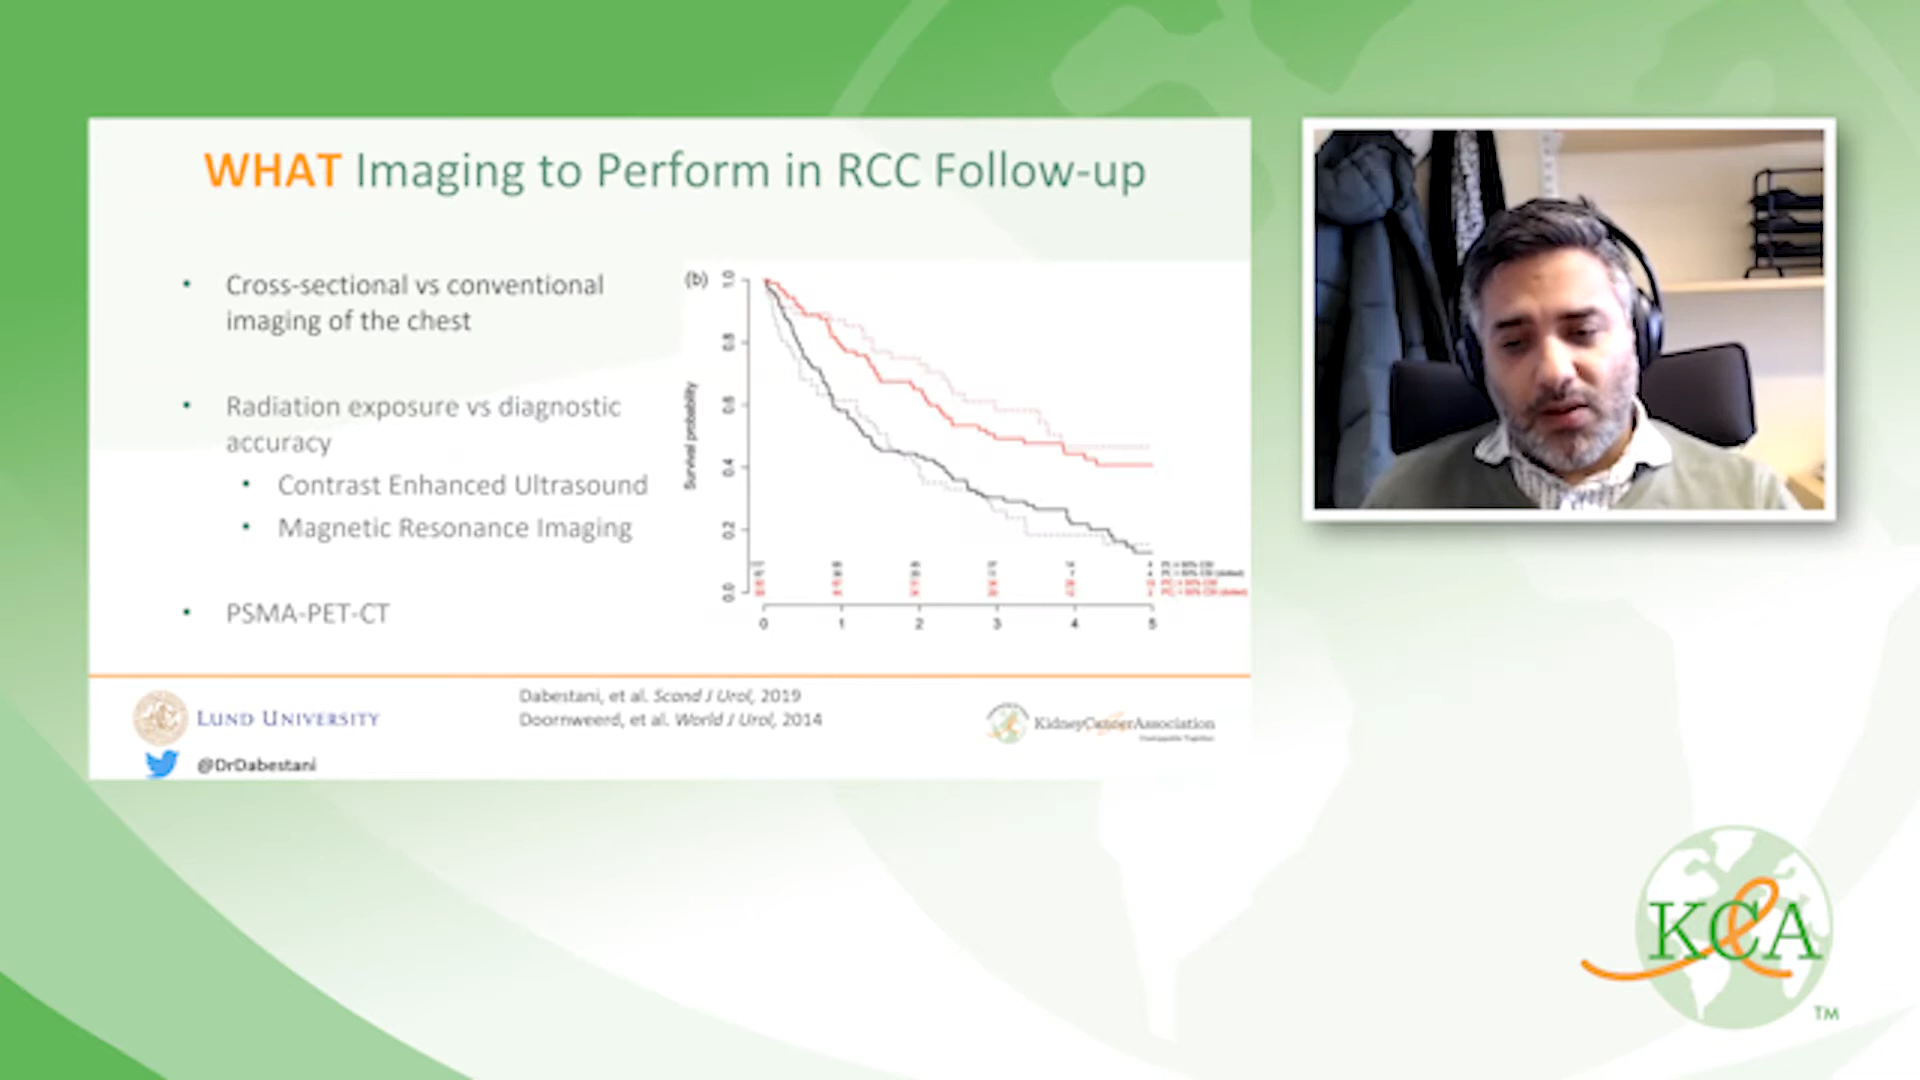 WHAT Imaging to Perform in RCC Follow-up
• Cross-sectional vs conventional
imaging of the chest
• Radiation exposure vs diagnostic
accuracy
• Contrast Enhanced Ultrasound
• Magnetic Resonance Imaging
• PSMA-PET-CT
(b)
Survival probability
1.0
0.8
0.6
0.4
0.2
0.0
0 1 2 3 4 5
Dabestani, et al. Scand J Urol, 2019
Doornweerd, et al. World J Urol, 2014
LUND UNIVERSITY
@DrDabestani
KidneyCancerAssociation
KCA
TM